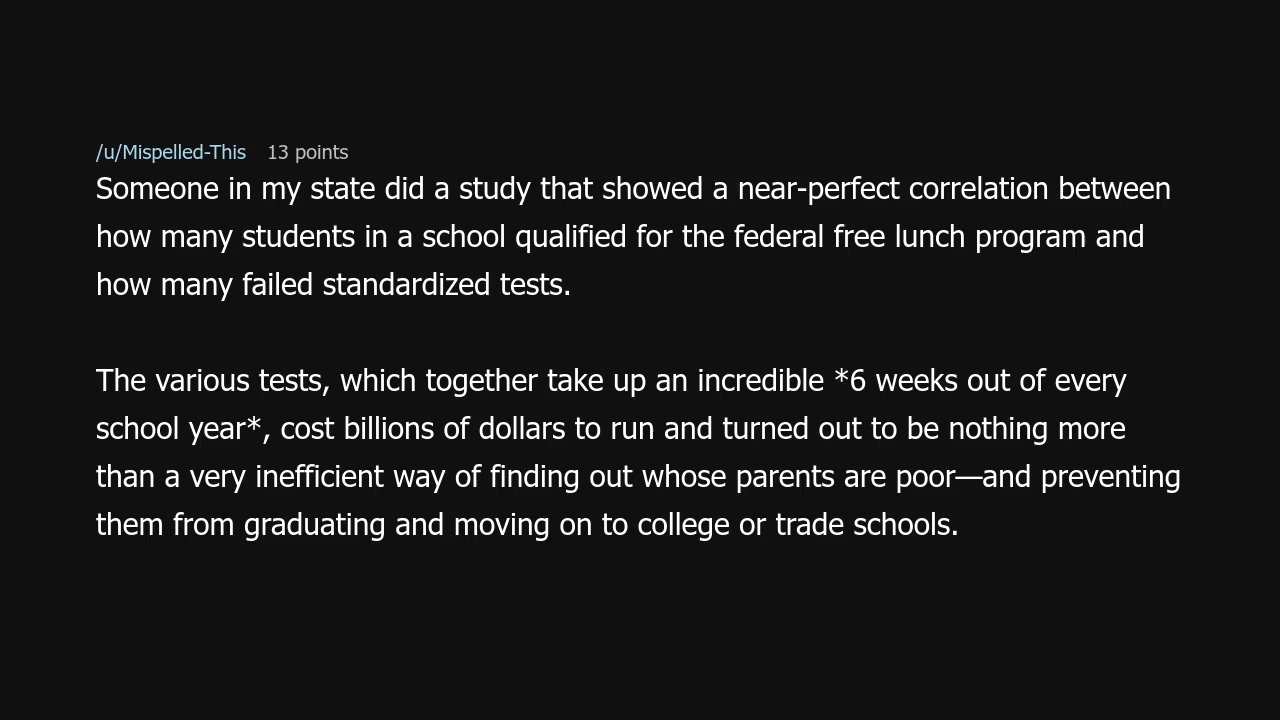 /u/Mispelled-This 13 points
Someone in my state did a study that showed a near-perfect correlation between
how many students in a school qualified for the federal free lunch program and
how many failed standardized tests.
The various tests, which together take up an incredible *6 weeks out of every
school year*, cost billions of dollars to run and turned out to be nothing more
than a very inefficient way of finding out whose parents are poor—and preventing
them from graduating and moving on to college or trade schools.